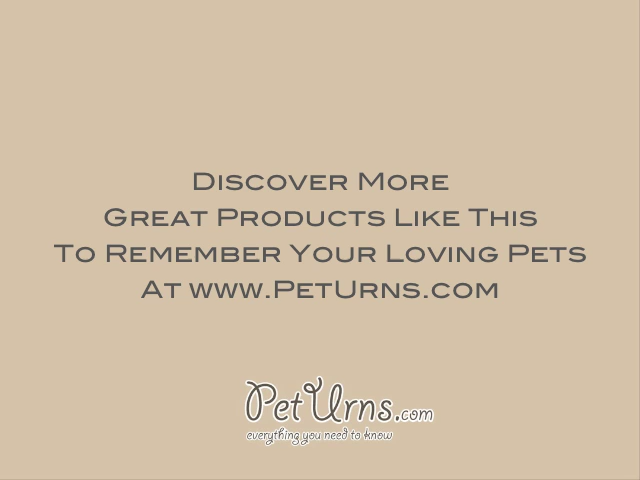 Discover More
Great Products Like This
To Remember Your Loving Pets
At www.PetUrns.com
PetUrns.com
everything you need to know